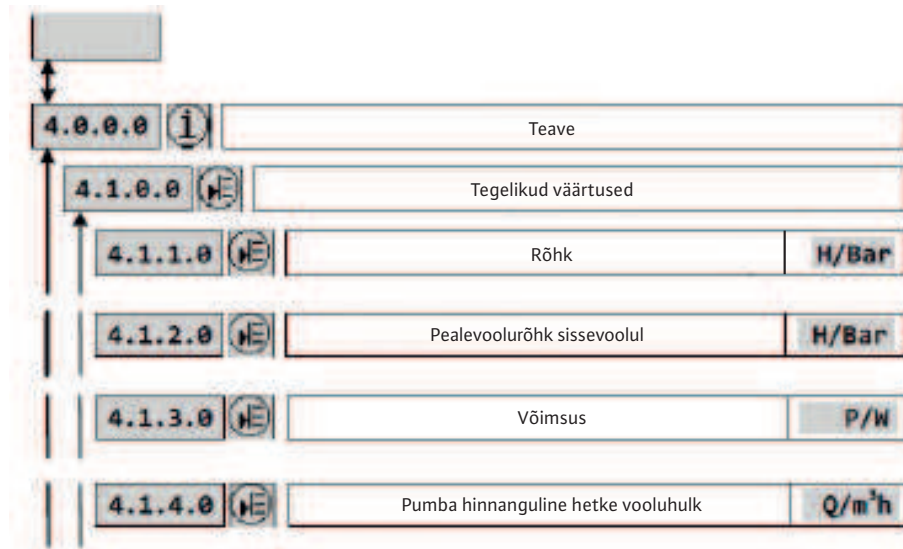 4.0.0.0 i Teave
4.1.0.0 Tegelikud väärtused
4.1.1.0 Rõhk H/Bar
4.1.2.0 Pealevoolurõhk sissevoolul H/Bar
4.1.3.0 Võimsus P/W
4.1.4.0 Pumba hinnanguline hetke vooluhulk Q/m³h